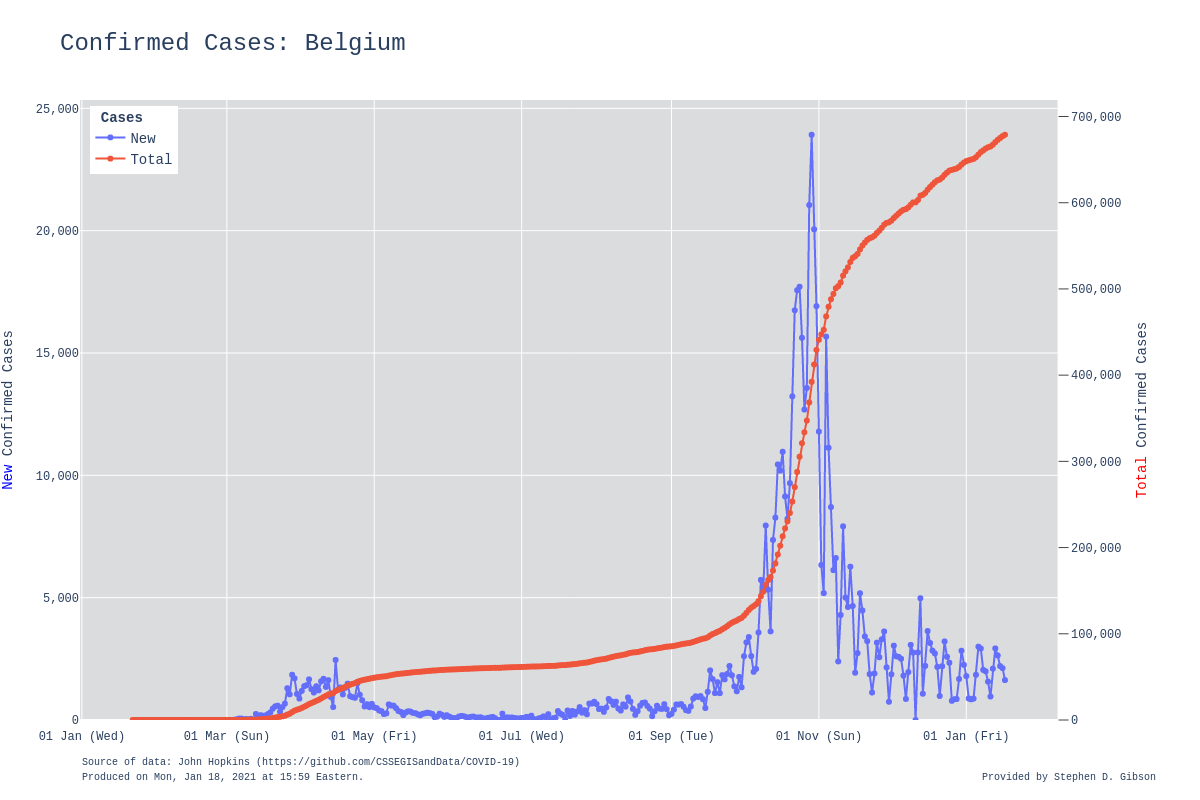 Confirmed Cases: Belgium
Cases
New
Total
25,000
20,000
15,000
10,000
5,000
0
New Confirmed Cases
700,000
600,000
500,000
400,000
300,000
200,000
100,000
0
Total Confirmed Cases
01 Jan (Wed)
01 Mar (Sun)
01 May (Fri)
01 Jul (Wed)
01 Sep (Tue)
01 Nov (Sun)
01 Jan (Fri)
Source of data: John Hopkins (https://github.com/CSSEGISandData/COVID-19)
Produced on Mon, Jan 18, 2021 at 15:59 Eastern.
Provided by Stephen D. Gibson